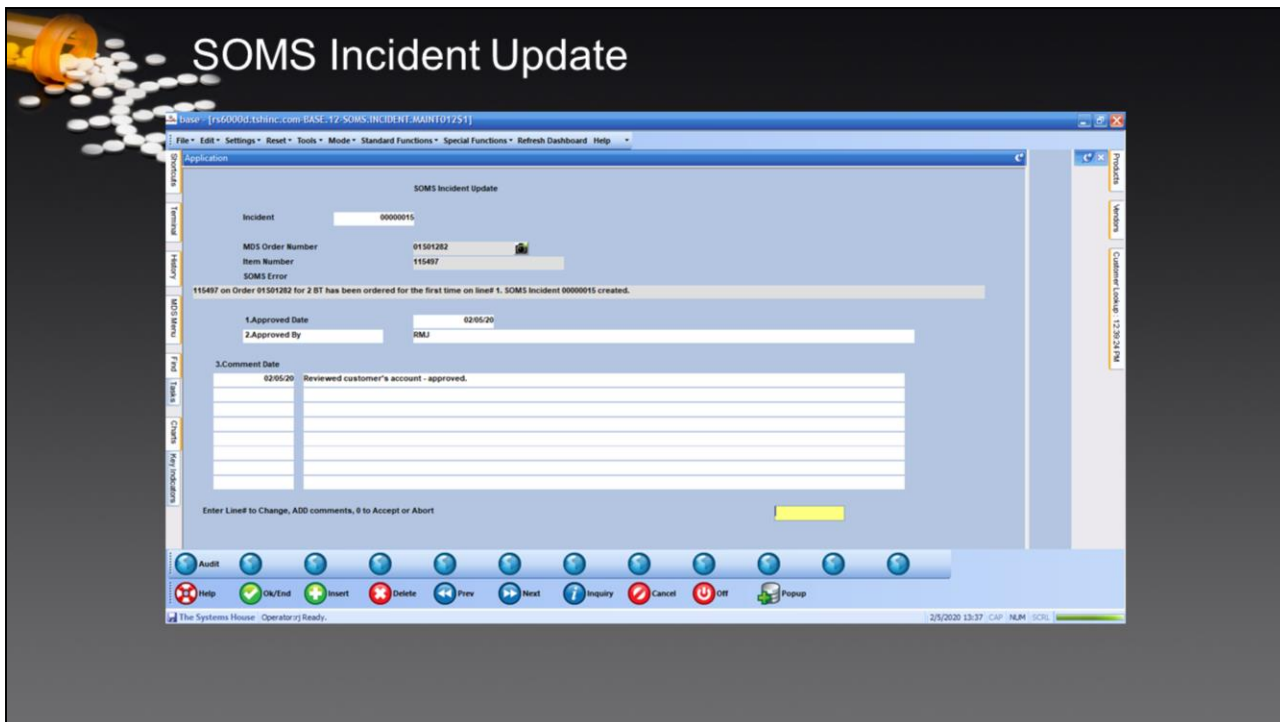 SOMS Incident Update
base - [rs6000d.tshinc.com-BASE.12-SOMS.INCIDENT.MAINT012S1]
File Edit Settings Reset Tools Mode Standard Functions Special Functions Refresh Dashboard Help
Application
SOMS Incident Update
Incident 00000015
MDS Order Number 01501282
Item Number 115497
SOMS Error
115497 on Order 01501282 for 2 BT has been ordered for the first time on line# 1. SOMS Incident 00000015 created.
1.Approved Date 02/05/20
2.Approved By RMJ
3.Comment Date
02/05/20 Reviewed customer's account - approved.
Enter Line# to Change, ADD comments, 0 to Accept or Abort
Shortcuts
Terminal
History
MDS Menu
Find
Tasks
Charts
Key Indicators
Products
Vendors
Customer Lookup : 12:39:24 PM
Audit
Help Ok/End Insert Delete Prev Next Inquiry Cancel Off Popup
The Systems House Operator:rj Ready. 2/5/2020 13:37 CAP NUM SCRL